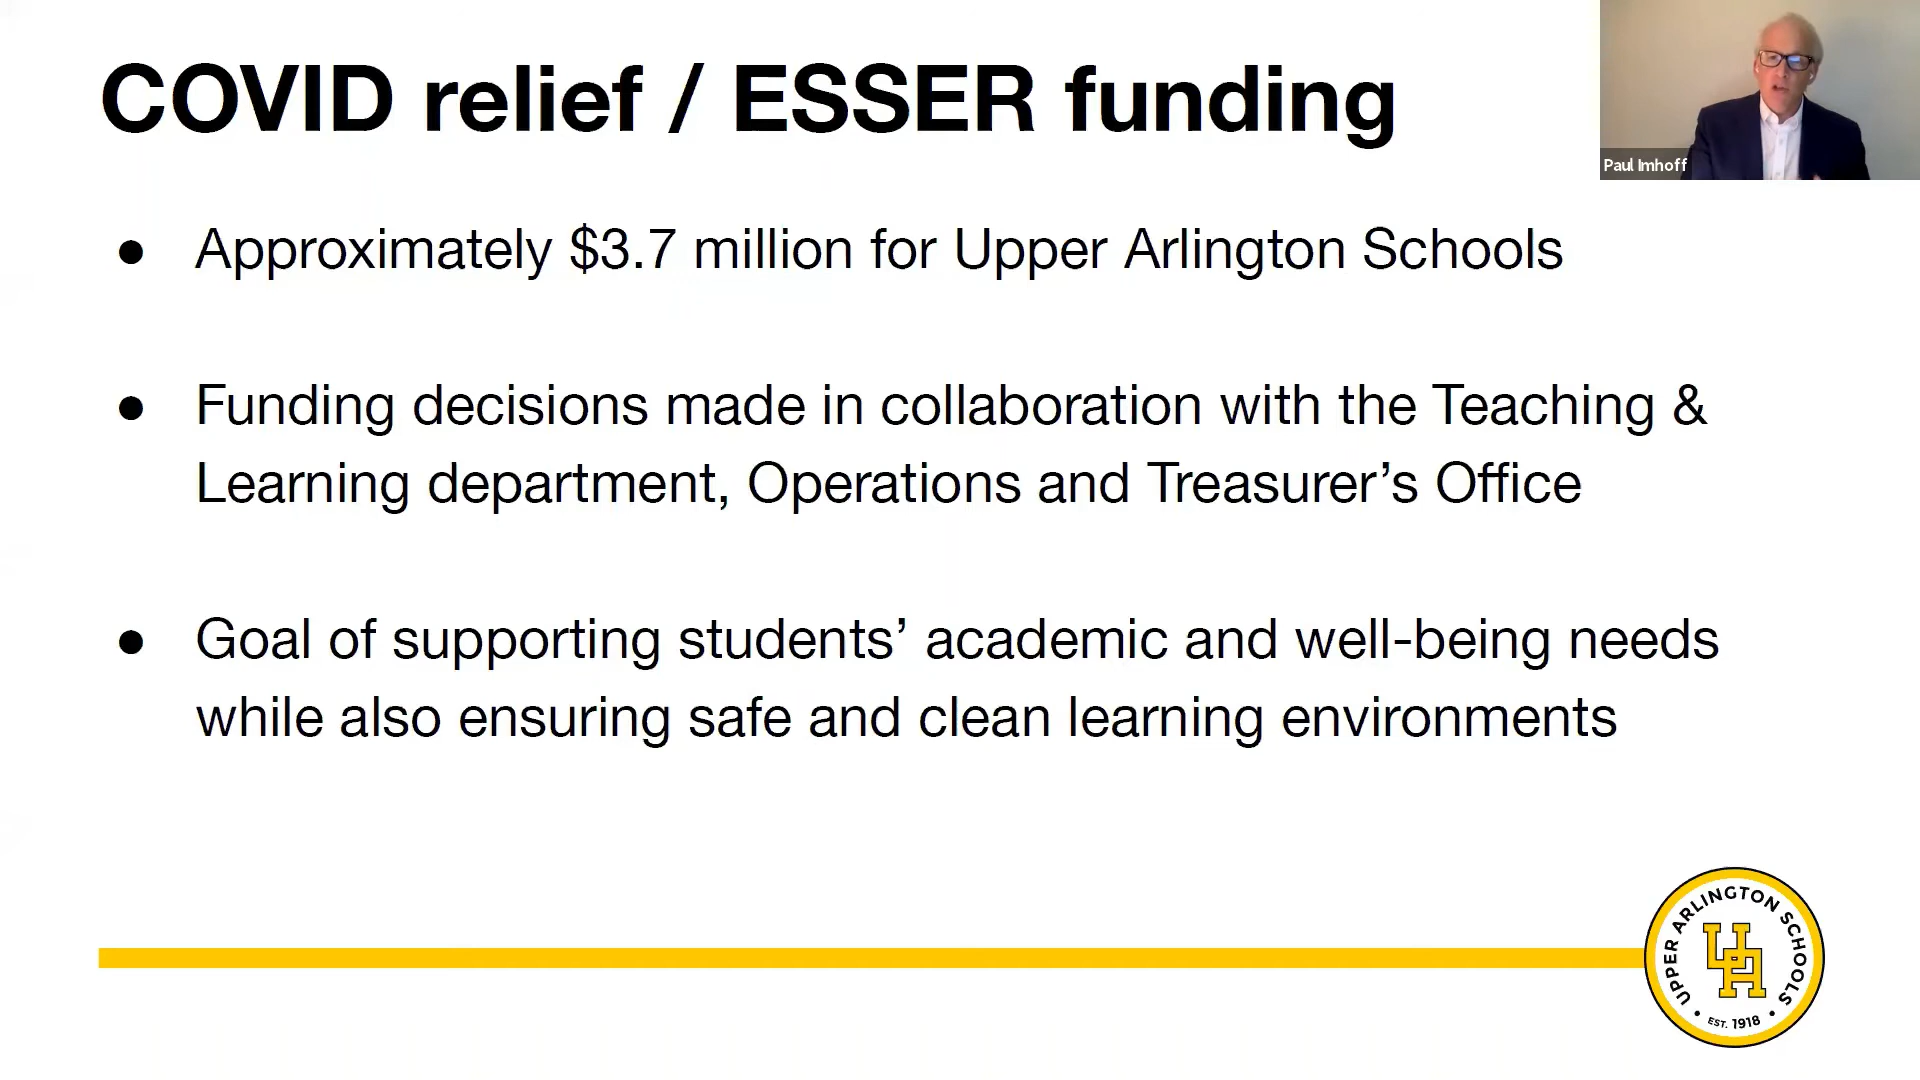 COVID relief / ESSER funding
Paul Imhoff
● Approximately $3.7 million for Upper Arlington Schools
● Funding decisions made in collaboration with the Teaching &
Learning department, Operations and Treasurer’s Office
● Goal of supporting students’ academic and well-being needs
while also ensuring safe and clean learning environments
UPPER ARLINGTON SCHOOLS
UA
• EST. 1918 •